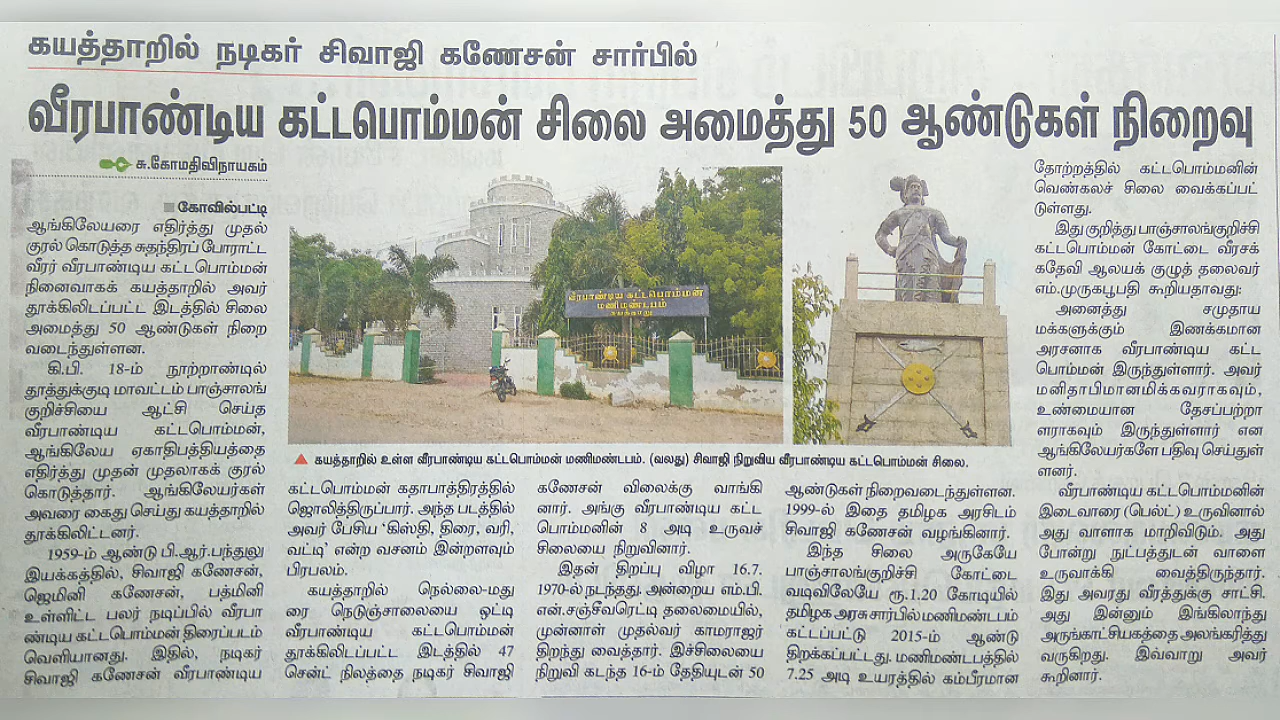 கயத்தாறில் நடிகர் சிவாஜி கணேசன் சார்பில்
வீரபாண்டிய கட்டபொம்மன் சிலை அமைத்து 50 ஆண்டுகள் நிறைவு
சு.கோமதிவிநாயகம்
■ கோவில்பட்டி
ஆங்கிலேயரை எதிர்த்து முதல்
குரல் கொடுத்த சுதந்திரப் போராட்ட
வீரர் வீரபாண்டிய கட்டபொம்மன்
நினைவாகக் கயத்தாறில் அவர்
தூக்கிலிடப்பட்ட இடத்தில் சிலை
அமைத்து 50 ஆண்டுகள் நிறை
வடைந்துள்ளன.
கி.பி. 18-ம் நூற்றாண்டில்
தூத்துக்குடி மாவட்டம் பாஞ்சாலங்
குறிச்சியை ஆட்சி செய்த
வீரபாண்டிய கட்டபொம்மன்,
ஆங்கிலேய ஏகாதிபத்தியத்தை
எதிர்த்து முதன் முதலாகக் குரல்
கொடுத்தார். ஆங்கிலேயர்கள்
அவரை கைது செய்து கயத்தாறில்
தூக்கிலிட்டனர்.
1959-ம் ஆண்டு பி.ஆர்.பந்துலு
இயக்கத்தில், சிவாஜி கணேசன்,
ஜெமினி கணேசன், பத்மினி
உள்ளிட்ட பலர் நடிப்பில் வீரபா
ண்டிய கட்டபொம்மன் திரைப்படம்
வெளியானது. இதில், நடிகர்
சிவாஜி கணேசன் வீரபாண்டிய
வீரபாண்டிய கட்டபொம்மன்
மணிமண்டபம்
கயத்தாறு
▲ கயத்தாறில் உள்ள வீரபாண்டிய கட்டபொம்மன் மணிமண்டபம். (வலது) சிவாஜி நிறுவிய வீரபாண்டிய கட்டபொம்மன் சிலை.
கட்டபொம்மன் கதாபாத்திரத்தில்
ஜொலித்திருப்பார். அந்த படத்தில்
அவர் பேசிய ‘கிஸ்தி, திரை, வரி,
வட்டி’ என்ற வசனம் இன்றளவும்
பிரபலம்.
கயத்தாறில் நெல்லை-மது
ரை நெடுஞ்சாலையை ஒட்டி
வீரபாண்டிய கட்டபொம்மன்
தூக்கிலிடப்பட்ட இடத்தில் 47
சென்ட் நிலத்தை நடிகர் சிவாஜி
கணேசன் விலைக்கு வாங்கி
னார். அங்கு வீரபாண்டிய கட்ட
பொம்மனின் 8 அடி உருவச்
சிலையை நிறுவினார்.
இதன் திறப்பு விழா 16.7.
1970-ல் நடந்தது. அன்றைய எம்.பி.
என்.சஞ்சீவரெட்டி தலைமையில்,
முன்னாள் முதல்வர் காமராஜர்
திறந்து வைத்தார். இச்சிலையை
நிறுவி கடந்த 16-ம் தேதியுடன் 50
ஆண்டுகள் நிறைவடைந்துள்ளன.
1999-ல் இதை தமிழக அரசிடம்
சிவாஜி கணேசன் வழங்கினார்.
இந்த சிலை அருகேயே
பாஞ்சாலங்குறிச்சி கோட்டை
வடிவிலேயே ரூ.1.20 கோடியில்
தமிழக அரசு சார்பில் மணிமண்டபம்
கட்டப்பட்டு 2015-ம் ஆண்டு
திறக்கப்பட்டது. மணிமண்டபத்தில்
7.25 அடி உயரத்தில் கம்பீரமான
தோற்றத்தில் கட்டபொம்மனின்
வெண்கலச் சிலை வைக்கப்பட்
டுள்ளது.
இது குறித்து பாஞ்சாலங்குறிச்சி
கட்டபொம்மன் கோட்டை வீரசக்
கதேவி ஆலயக் குழுத் தலைவர்
எம்.முருகபூபதி கூறியதாவது:
அனைத்து சமுதாய
மக்களுக்கும் இணக்கமான
அரசனாக வீரபாண்டிய கட்ட
பொம்மன் இருந்துள்ளார். அவர்
மனிதாபிமானமிக்கவராகவும்,
உண்மையான தேசப்பற்றா
ளராகவும் இருந்துள்ளார் என
ஆங்கிலேயர்களே பதிவு செய்துள்
ளனர்.
வீரபாண்டிய கட்டபொம்மனின்
இடைவாரை (பெல்ட்) உருவினால்
அது வாளாக மாறிவிடும். அது
போன்று நுட்பத்துடன் வாளை
உருவாக்கி வைத்திருந்தார்.
இது அவரது வீரத்துக்கு சாட்சி.
அது இன்னும் இங்கிலாந்து
அருங்காட்சியகத்தை அலங்கரித்து
வருகிறது. இவ்வாறு அவர்
கூறினார்.